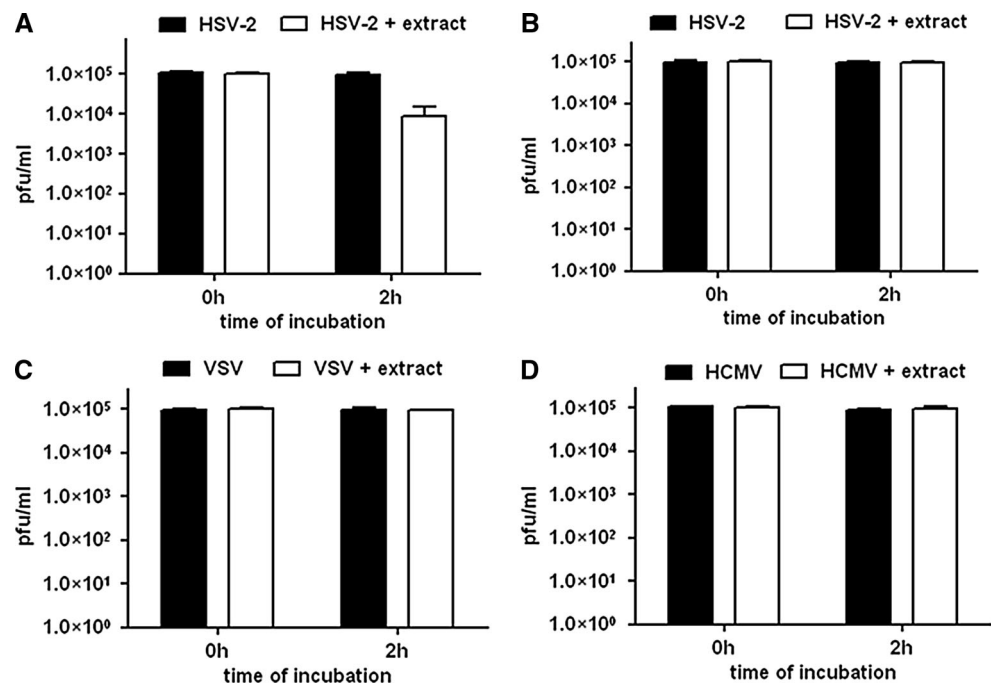 A
HSV-2 HSV-2 + extract
pfu/ml
1.0×10⁵
1.0×10⁴
1.0×10³
1.0×10²
1.0×10¹
1.0×10⁰
0h 2h
time of incubation
B
HSV-2 HSV-2 + extract
pfu/ml
1.0×10⁵
1.0×10⁴
1.0×10³
1.0×10²
1.0×10¹
1.0×10⁰
0h 2h
time of incubation
C
VSV VSV + extract
pfu/ml
1.0×10⁵
1.0×10⁴
1.0×10³
1.0×10²
1.0×10¹
1.0×10⁰
0h 2h
time of incubation
D
HCMV HCMV + extract
pfu/ml
1.0×10⁵
1.0×10⁴
1.0×10³
1.0×10²
1.0×10¹
1.0×10⁰
0h 2h
time of incubation